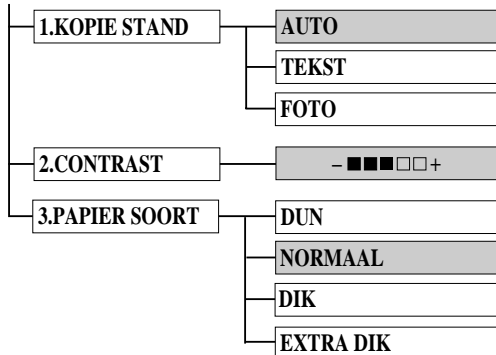 1.KOPIE STAND
AUTO
TEKST
FOTO
2.CONTRAST
– ■■■□□+
3.PAPIER SOORT
DUN
NORMAAL
DIK
EXTRA DIK